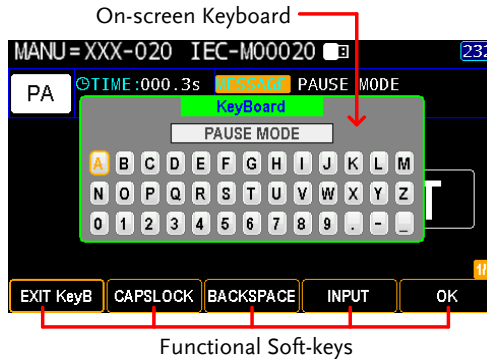 On-screen Keyboard
MANU=XXX-020 IEC-M00020 232
PA TIME:000.3s MESSAGE PAUSE MODE
KeyBoard
PAUSE MODE
A B C D E F G H I J K L M
N O P Q R S T U V W X Y Z
0 1 2 3 4 5 6 7 8 9 . - _
T
EXIT KeyB CAPSLOCK BACKSPACE INPUT OK
Functional Soft-keys